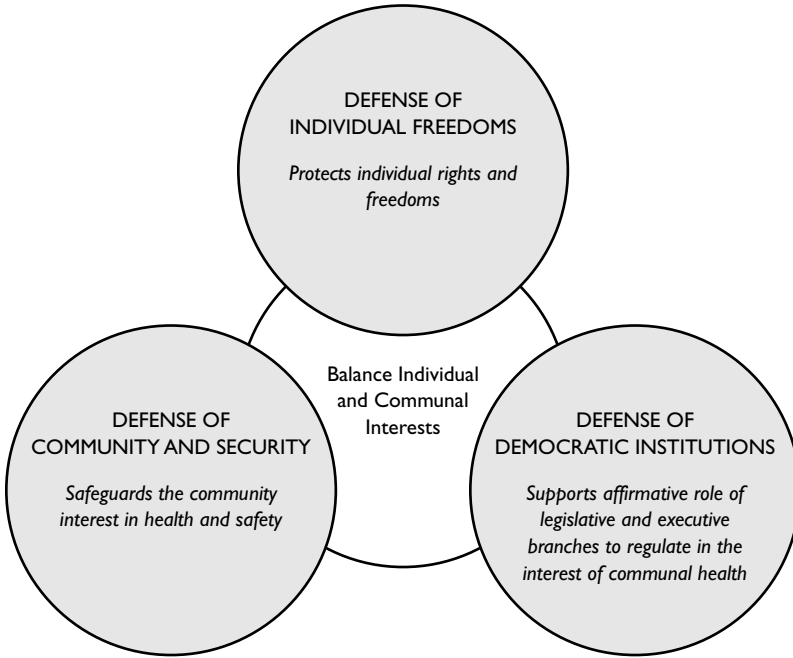 DEFENSE OF
INDIVIDUAL FREEDOMS
Protects individual rights and
freedoms
Balance Individual
and Communal
Interests
DEFENSE OF
COMMUNITY AND SECURITY
Safeguards the community
interest in health and safety
DEFENSE OF
DEMOCRATIC INSTITUTIONS
Supports affirmative role of
legislative and executive
branches to regulate in the
interest of communal health